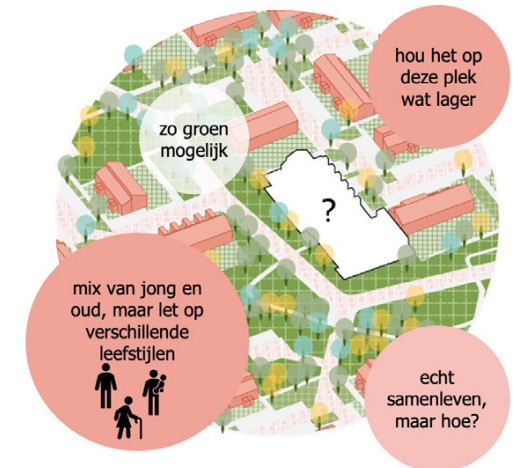 hou het op
deze plek
wat lager
zo groen
mogelijk
?
mix van jong en
oud, maar let op
verschillende
leefstijlen
echt
samenleven,
maar hoe?